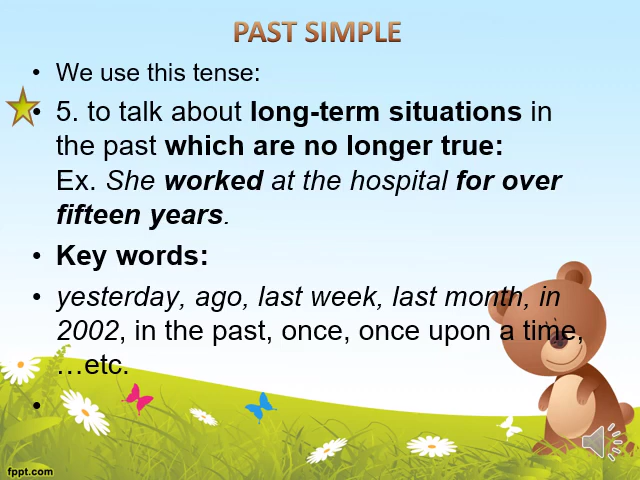 PAST SIMPLE
• We use this tense:
• 5. to talk about long-term situations in
the past which are no longer true:
Ex. She worked at the hospital for over
fifteen years.
• Key words:
• yesterday, ago, last week, last month, in
2002, in the past, once, once upon a time,
…etc.
•
fppt.com